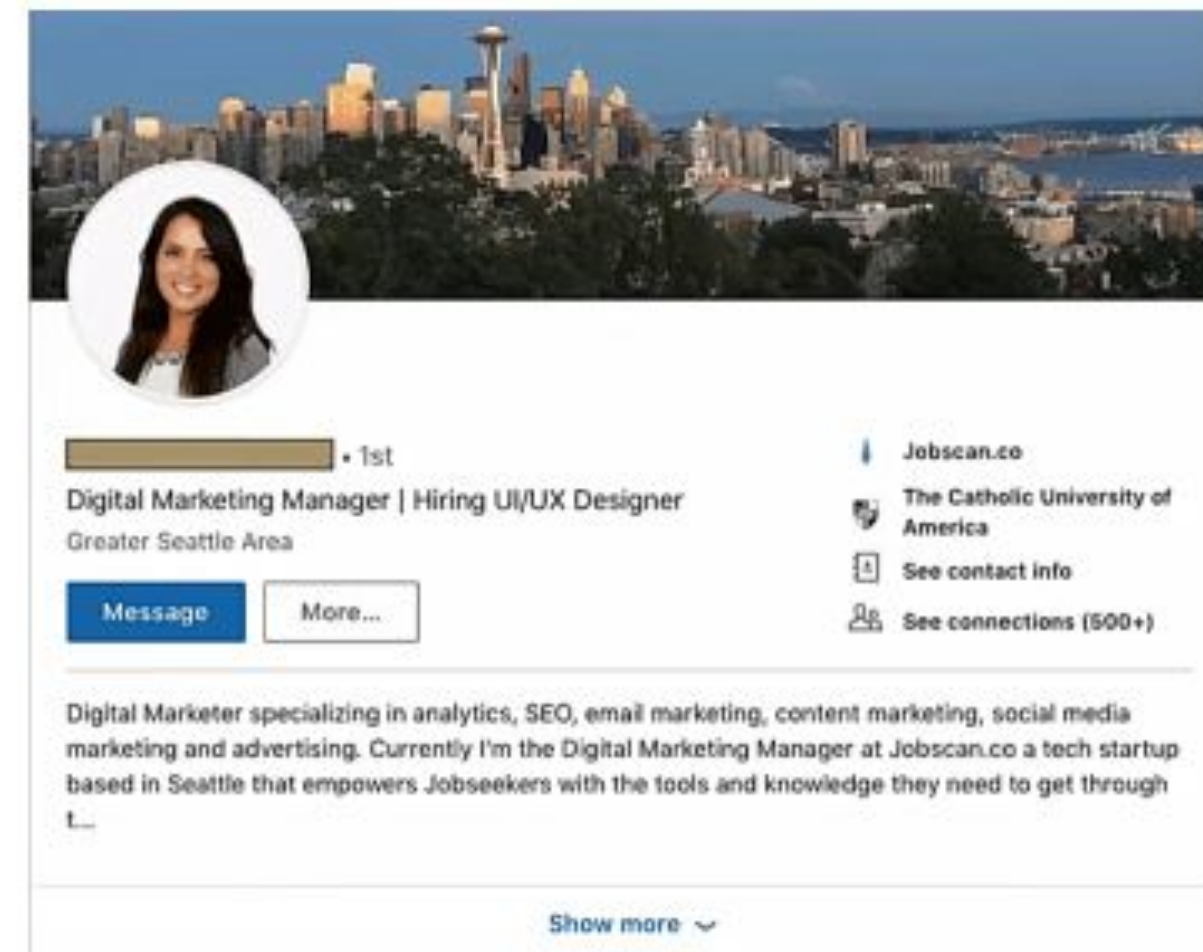 • 1st
Digital Marketing Manager | Hiring UI/UX Designer
Greater Seattle Area
Message
More...
Jobscan.co
The Catholic University of
America
See contact info
See connections (500+)
Digital Marketer specializing in analytics, SEO, email marketing, content marketing, social media
marketing and advertising. Currently I'm the Digital Marketing Manager at Jobscan.co a tech startup
based in Seattle that empowers Jobseekers with the tools and knowledge they need to get through
t...
Show more